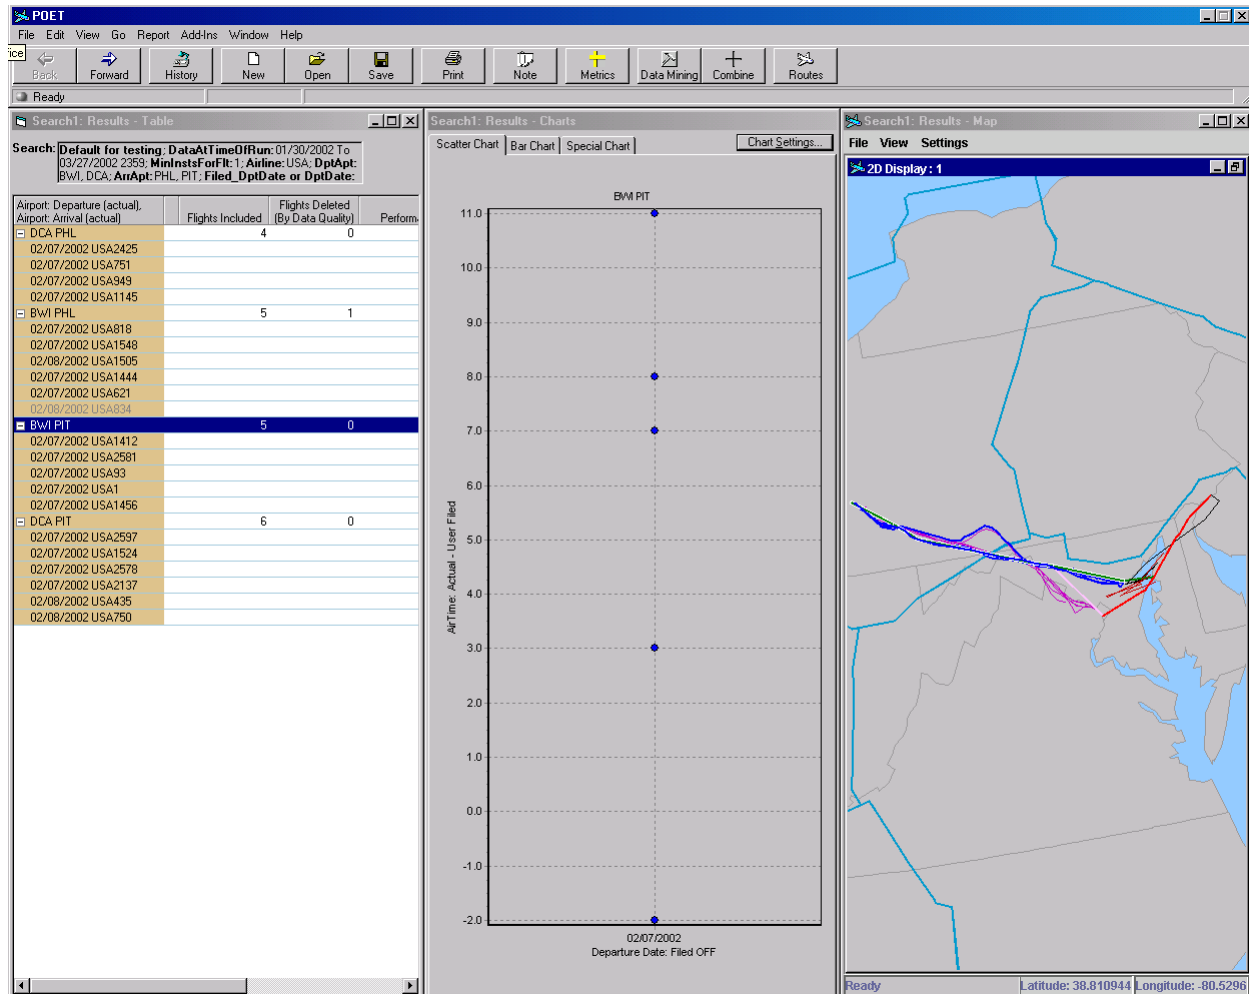 POET
File Edit View Go Report Add-Ins Window Help
ice
Back Forward History New Open Save Print Note Metrics Data Mining Combine Routes
Ready
Search1: Results - Table
Search: Default for testing; DataAtTimeOfRun: 01/30/2002 To
03/27/2002 2359; MinInstsForFlt: 1; Airline: USA; DptApt:
BWI, DCA; ArrApt: PHL, PIT; Filed_DptDate or DptDate:
Airport: Departure (actual),
Airport: Arrival (actual)
Flights Included
Flights Deleted
(By Data Quality)
Perform
DCA PHL 4 0
02/07/2002 USA2425
02/07/2002 USA751
02/07/2002 USA949
02/07/2002 USA1145
BWI PHL 5 1
02/07/2002 USA818
02/07/2002 USA1548
02/08/2002 USA1505
02/07/2002 USA1444
02/07/2002 USA621
02/08/2002 USA834
BWI PIT 5 0
02/07/2002 USA1412
02/07/2002 USA2581
02/07/2002 USA93
02/07/2002 USA1
02/07/2002 USA1456
DCA PIT 6 0
02/07/2002 USA2597
02/07/2002 USA1524
02/07/2002 USA2578
02/07/2002 USA2137
02/08/2002 USA435
02/08/2002 USA750
Search1: Results - Charts
Scatter Chart Bar Chart Special Chart
Chart Settings...
BWI PIT
11.0
10.0
9.0
8.0
7.0
6.0
5.0
4.0
3.0
2.0
1.0
0.0
-1.0
-2.0
AirTime: Actual - User Filed
02/07/2002
Departure Date: Filed OFF
Search1: Results - Map
File View Settings
2D Display : 1
Ready
Latitude: 38.810944
Longitude: -80.5296